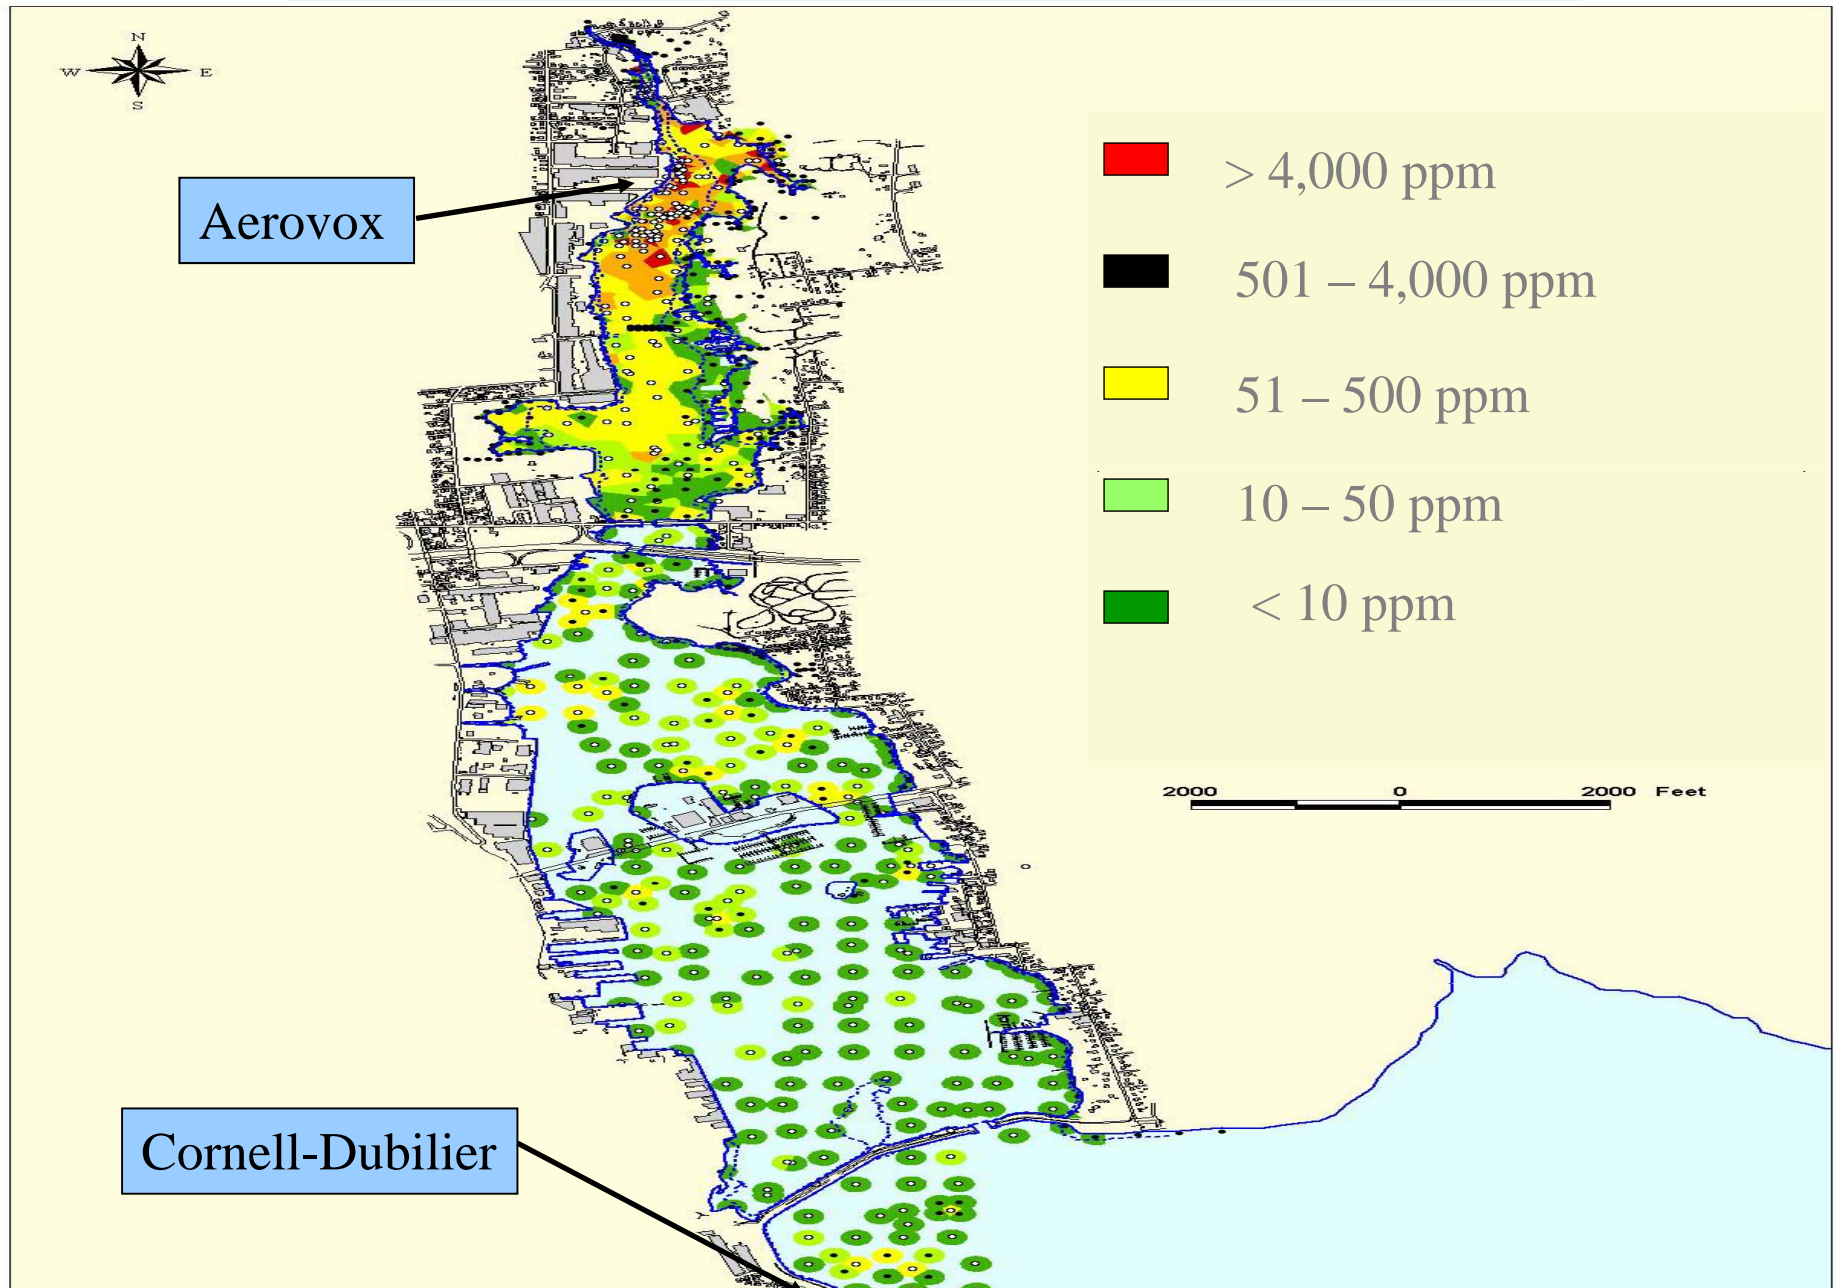 N
W E
S
Aerovox
> 4,000 ppm
501 – 4,000 ppm
51 – 500 ppm
10 – 50 ppm
< 10 ppm
2000 0 2000 Feet
Cornell-Dubilier